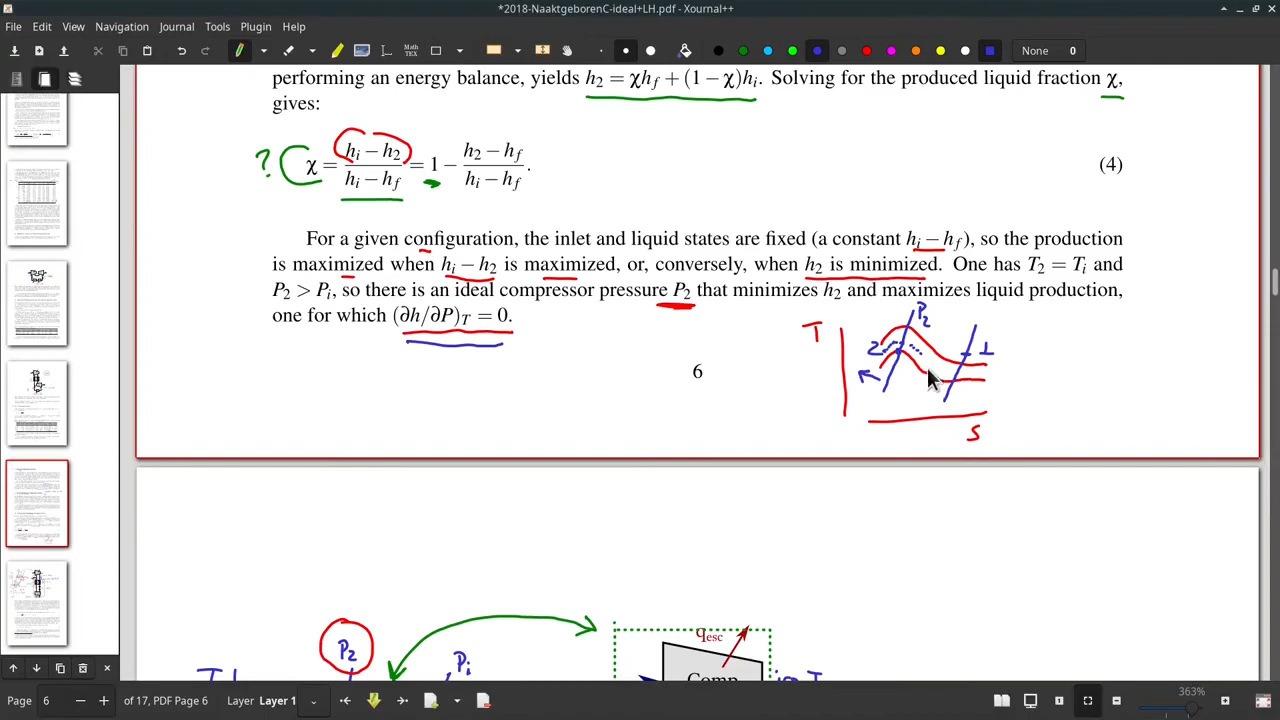 *2018-NaaktgeborenC-ideal+LH.pdf - Xournal++
File Edit View Navigation Journal Tools Plugin Help
MATH TEX None 0
performing an energy balance, yields h₂ = χh_f + (1 − χ)h_i. Solving for the produced liquid fraction χ,
gives:
? χ = (h_i − h₂)/(h_i − h_f) = 1 − (h₂ − h_f)/(h_i − h_f). (4)
For a given configuration, the inlet and liquid states are fixed (a constant h_i − h_f), so the production
is maximized when h_i − h₂ is maximized, or, conversely, when h₂ is minimized. One has T₂ = T_i and
P₂ > P_i, so there is an ideal compressor pressure P₂ that minimizes h₂ and maximizes liquid production,
one for which (∂h/∂P)_T = 0.
T P₂
2 1
6
S
q_esc
P₂ P_i
Comp
Page 6 of 17, PDF Page 6 Layer Layer 1 363%